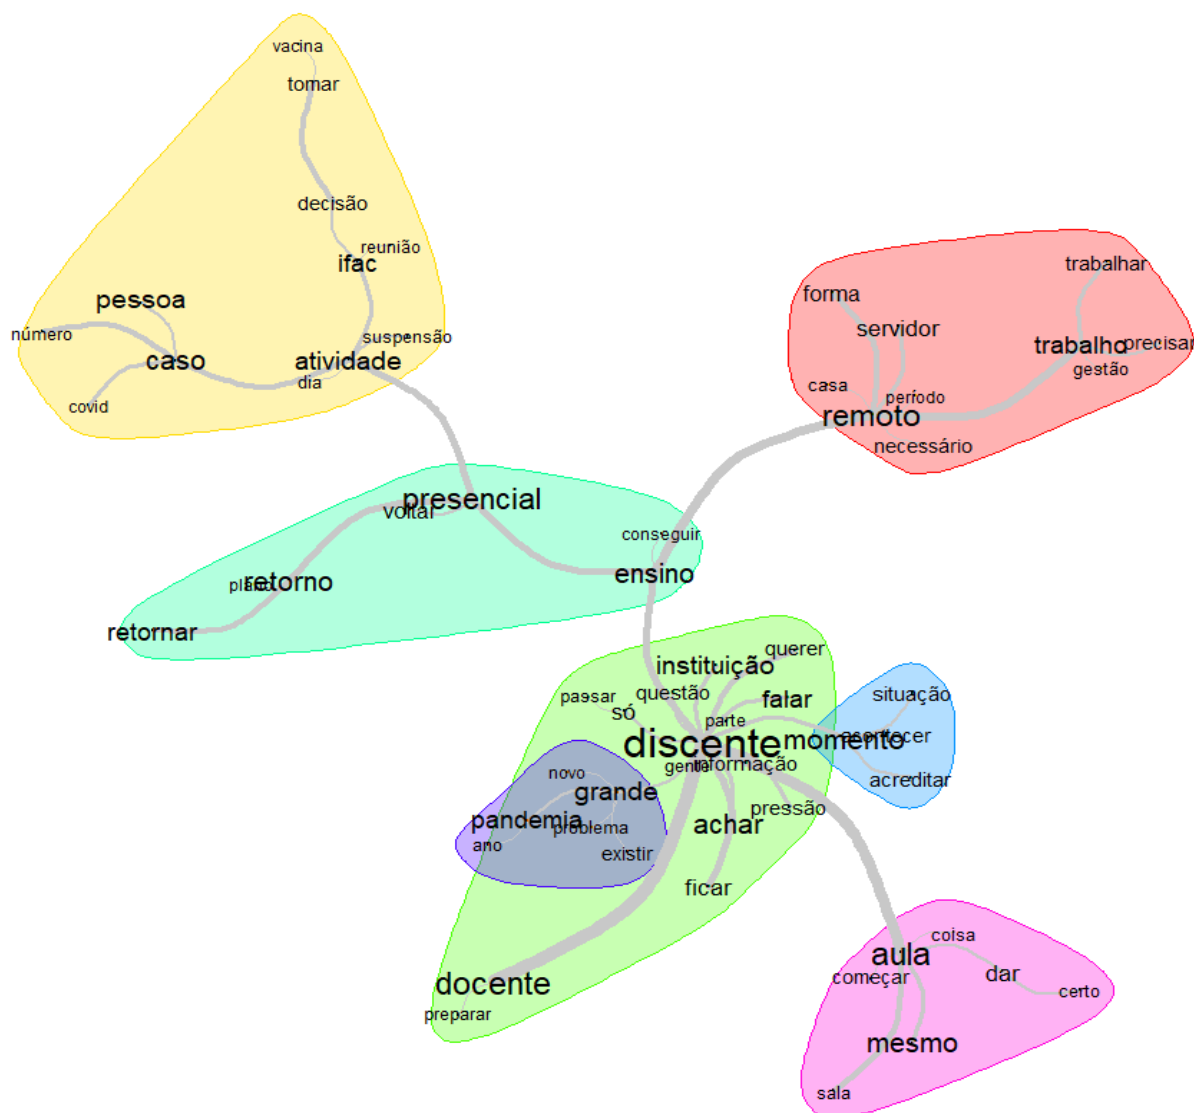 vacina
tomar
decisão
reunião
ifac
pessoa
número
suspensão
caso
atividade
dia
covid
trabalhar
forma
servidor
trabalho
precisar
gestão
casa
período
remoto
necessário
presencial
voltar
conseguir
ensino
retorno
plano
retornar
querer
instituição
questão
passar
falar
só
parte
situação
discente
momento
acontecer
gente
informação
novo
acreditar
grande
pressão
pandemia
problema
achar
ano
existir
ficar
coisa
aula
começar
dar
docente
certo
preparar
mesmo
sala